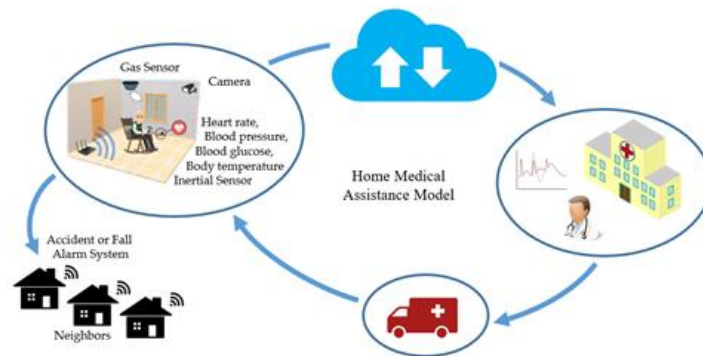 Gas Sensor
Camera
Heart rate,
Blood pressure,
Blood glucose,
Body temperature
Inertial Sensor
Home Medical
Assistance Model
Accident or Fall
Alarm System
Neighbors